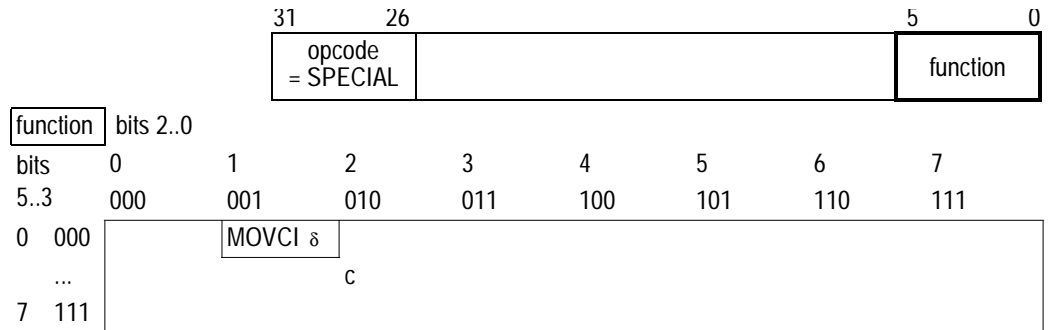 31 26 5 0
opcode
= SPECIAL function
function bits 2..0
bits 0 1 2 3 4 5 6 7
5..3 000 001 010 011 100 101 110 111
0 000 MOVCI δ
... c
7 111